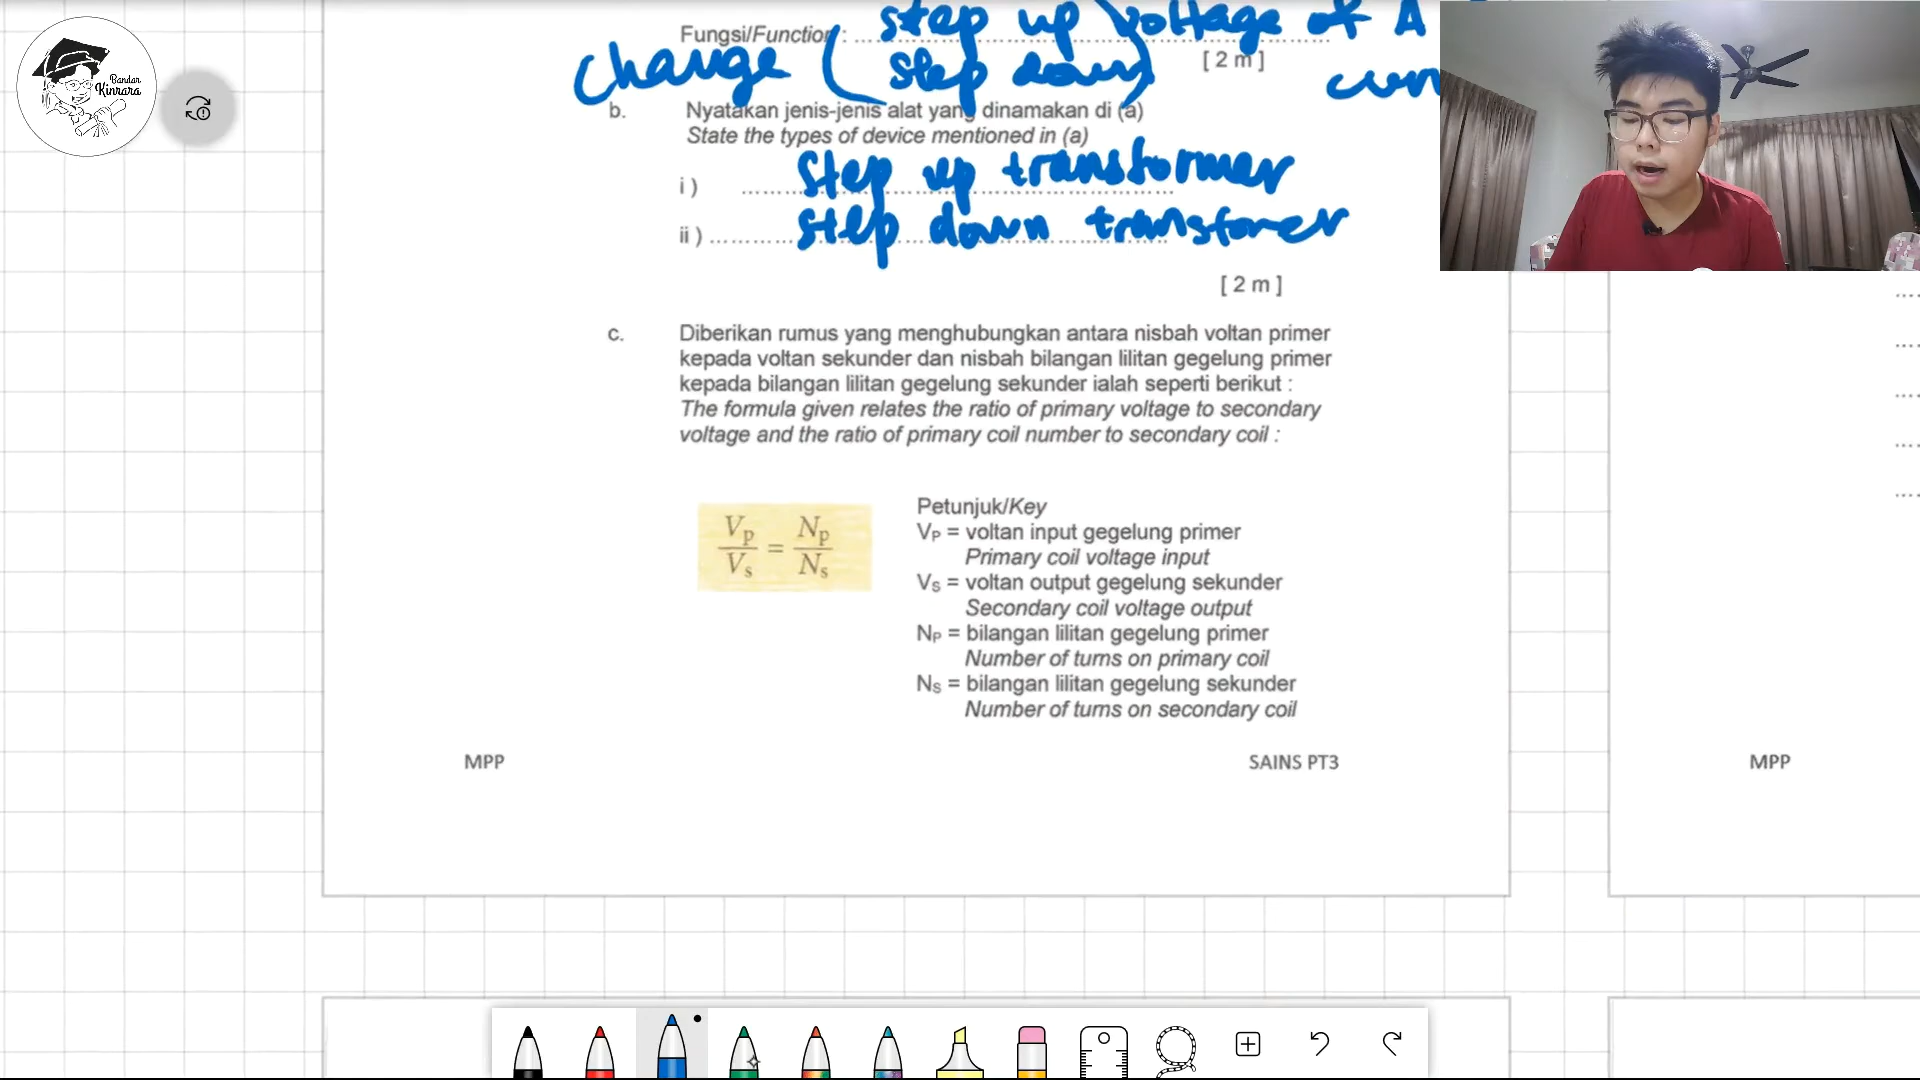 Bandar
Kinrara
step up voltage of A
Fungsi/Function :
change ( step down )
[ 2 m ]
b. Nyatakan jenis-jenis alat yang dinamakan di (a)
State the types of device mentioned in (a)
i ) step up transformer
ii ) step down transfomer
[ 2 m ]
c. Diberikan rumus yang menghubungkan antara nisbah voltan primer
kepada voltan sekunder dan nisbah bilangan lilitan gegelung primer
kepada bilangan lilitan gegelung sekunder ialah seperti berikut :
The formula given relates the ratio of primary voltage to secondary
voltage and the ratio of primary coil number to secondary coil :
Vp/Vs = Np/Ns
Petunjuk/Key
VP = voltan input gegelung primer
Primary coil voltage input
VS = voltan output gegelung sekunder
Secondary coil voltage output
NP = bilangan lilitan gegelung primer
Number of turns on primary coil
NS = bilangan lilitan gegelung sekunder
Number of turns on secondary coil
MPP
SAINS PT3
MPP